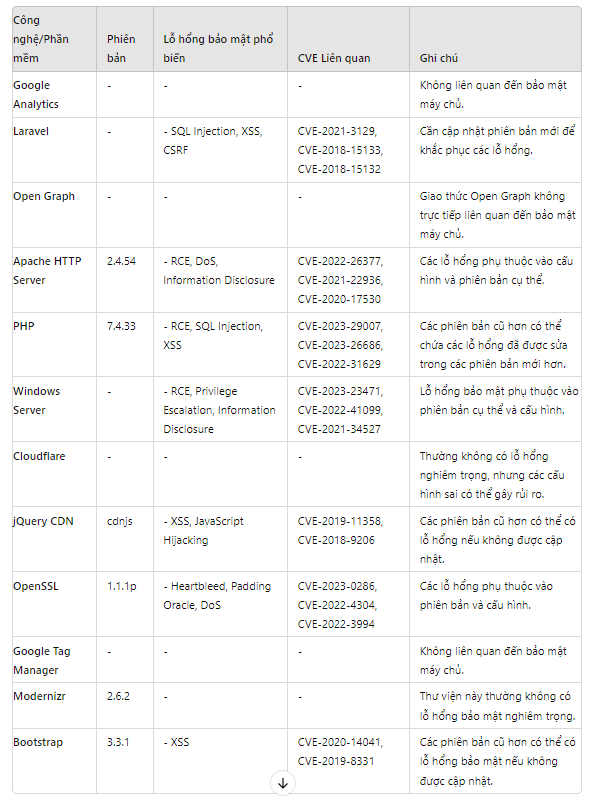 Công nghệ/Phần mềm | Phiên bản | Lỗ hổng bảo mật phổ biến | CVE Liên quan | Ghi chú
Google Analytics | - | - | - | Không liên quan đến bảo mật máy chủ.
Laravel | - | - SQL Injection, XSS, CSRF | CVE-2021-3129, CVE-2018-15133, CVE-2018-15132 | Cần cập nhật phiên bản mới để khắc phục các lỗ hổng.
Open Graph | - | - | - | Giao thức Open Graph không trực tiếp liên quan đến bảo mật máy chủ.
Apache HTTP Server | 2.4.54 | - RCE, DoS, Information Disclosure | CVE-2022-26377, CVE-2021-22936, CVE-2020-17530 | Các lỗ hổng phụ thuộc vào cấu hình và phiên bản cụ thể.
PHP | 7.4.33 | - RCE, SQL Injection, XSS | CVE-2023-29007, CVE-2023-26686, CVE-2022-31629 | Các phiên bản cũ hơn có thể chứa các lỗ hổng đã được sửa trong các phiên bản mới hơn.
Windows Server | - | - RCE, Privilege Escalation, Information Disclosure | CVE-2023-23471, CVE-2022-41099, CVE-2021-34527 | Lỗ hổng bảo mật phụ thuộc vào phiên bản cụ thể và cấu hình.
Cloudflare | - | - | - | Thường không có lỗ hổng nghiêm trọng, nhưng các cấu hình sai có thể gây rủi ro.
jQuery CDN | cdnjs | - XSS, JavaScript Hijacking | CVE-2019-11358, CVE-2018-9206 | Các phiên bản cũ hơn có thể có lỗ hổng nếu không được cập nhật.
OpenSSL | 1.1.1p | - Heartbleed, Padding Oracle, DoS | CVE-2023-0286, CVE-2022-4304, CVE-2022-3994 | Các lỗ hổng phụ thuộc vào phiên bản và cấu hình.
Google Tag Manager | - | - | - | Không liên quan đến bảo mật máy chủ.
Modernizr | 2.6.2 | - | - | Thư viện này thường không có lỗ hổng bảo mật nghiêm trọng.
Bootstrap | 3.3.1 | - XSS | CVE-2020-14041, CVE-2019-8331 | Các phiên bản cũ hơn có thể có lỗ hổng bảo mật nếu không được cập nhật.